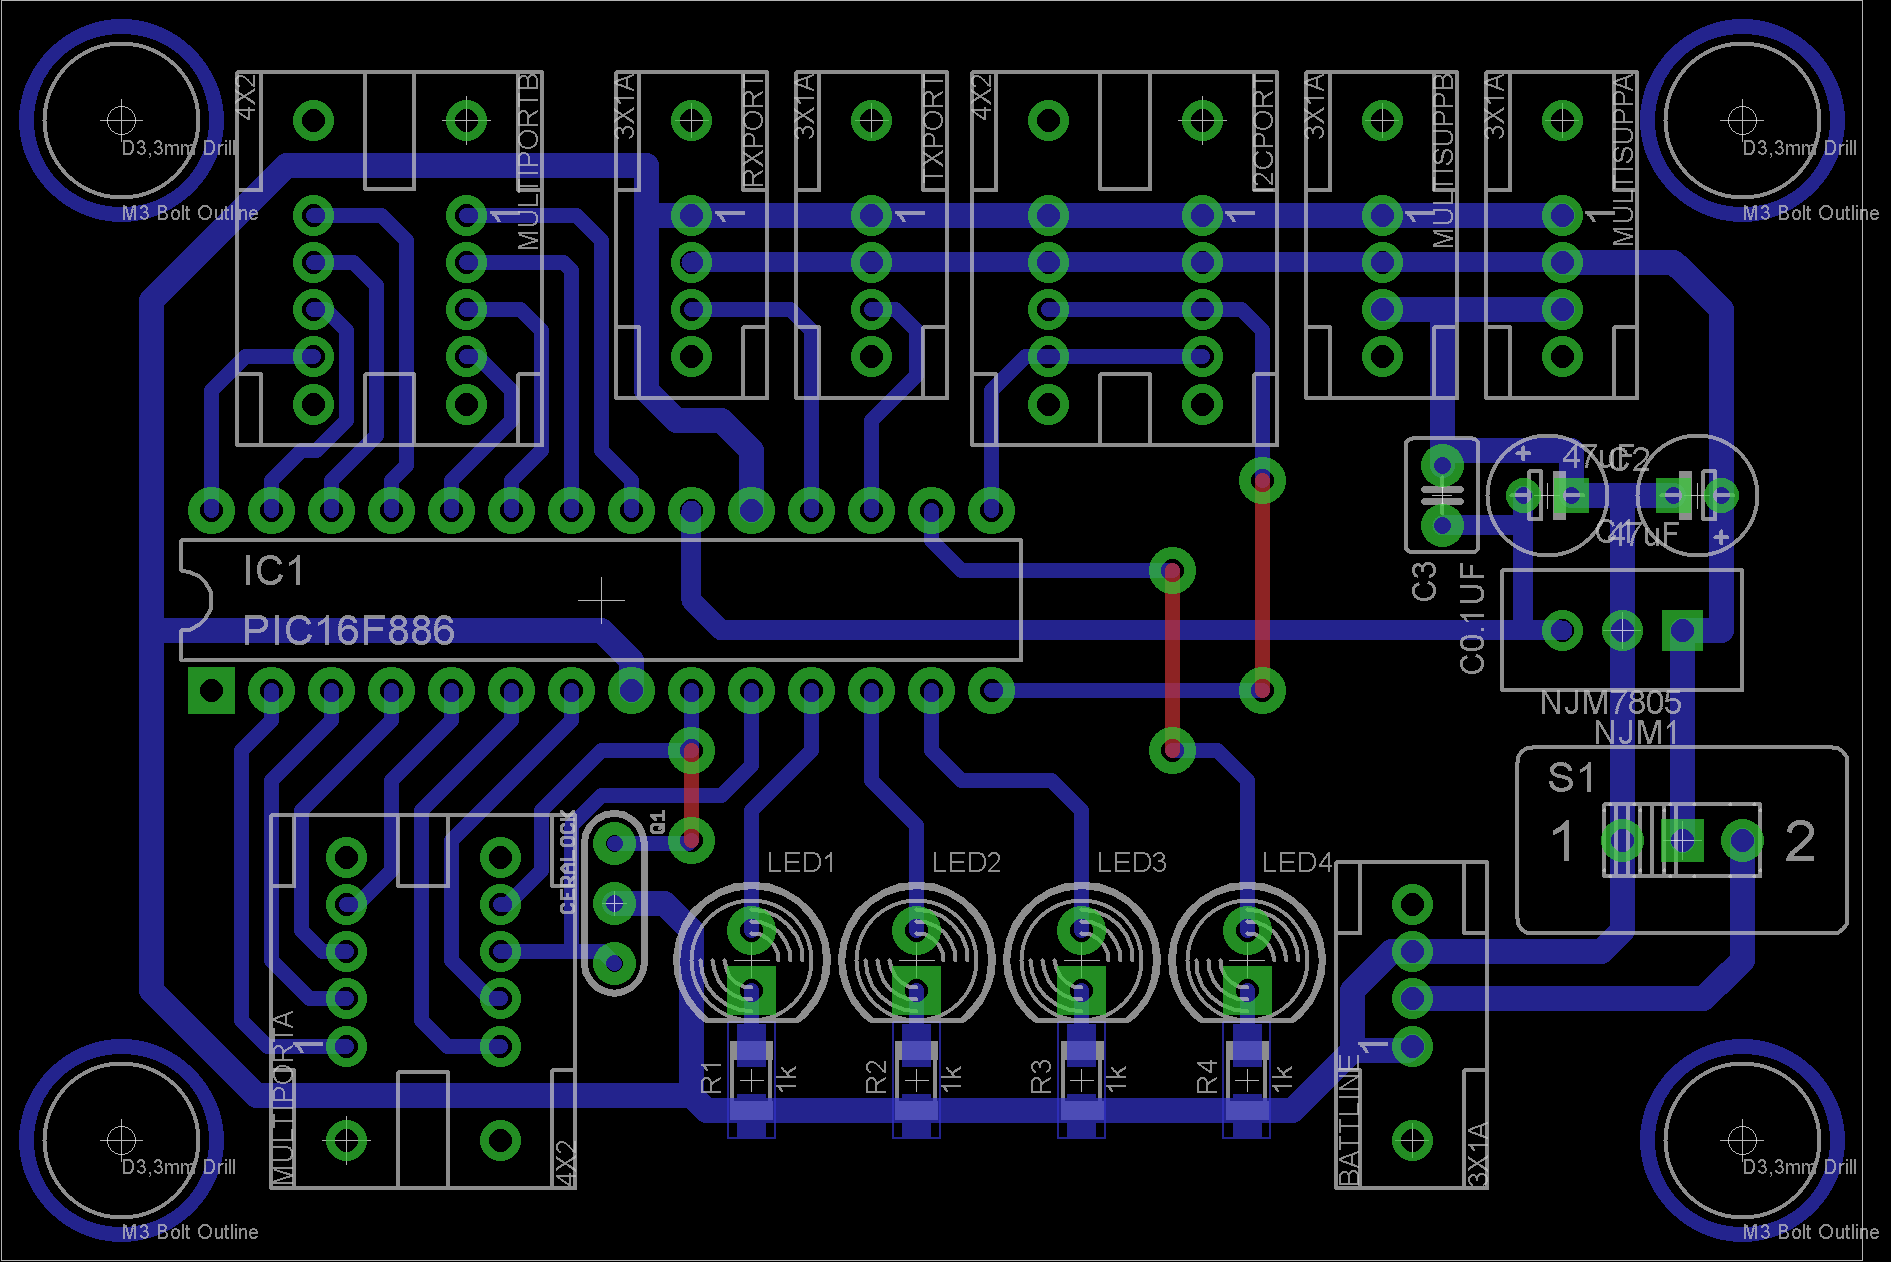 D3,3mm Drill
M3 Bolt Outline
4X2
MULTIPORTB
1
3X1A
RXPORT
1
3X1A
TXPORT
1
4X2
I2CPORT
1
3X1A
MULTISUPPB
1
3X1A
MULTISUPPA
1
D3,3mm Drill
M3 Bolt Outline
47uF
C2
C1
47uF
C3
C0.1UF
IC1
PIC16F886
NJM7805
NJM1
S1
1
2
CERALOCK
Q1
LED1
LED2
LED3
LED4
MULTIPORTA
1
4X2
R1
1k
R2
1k
R3
1k
R4
1k
BATTLINE
1
3X1A
D3,3mm Drill
M3 Bolt Outline
D3,3mm Drill
M3 Bolt Outline